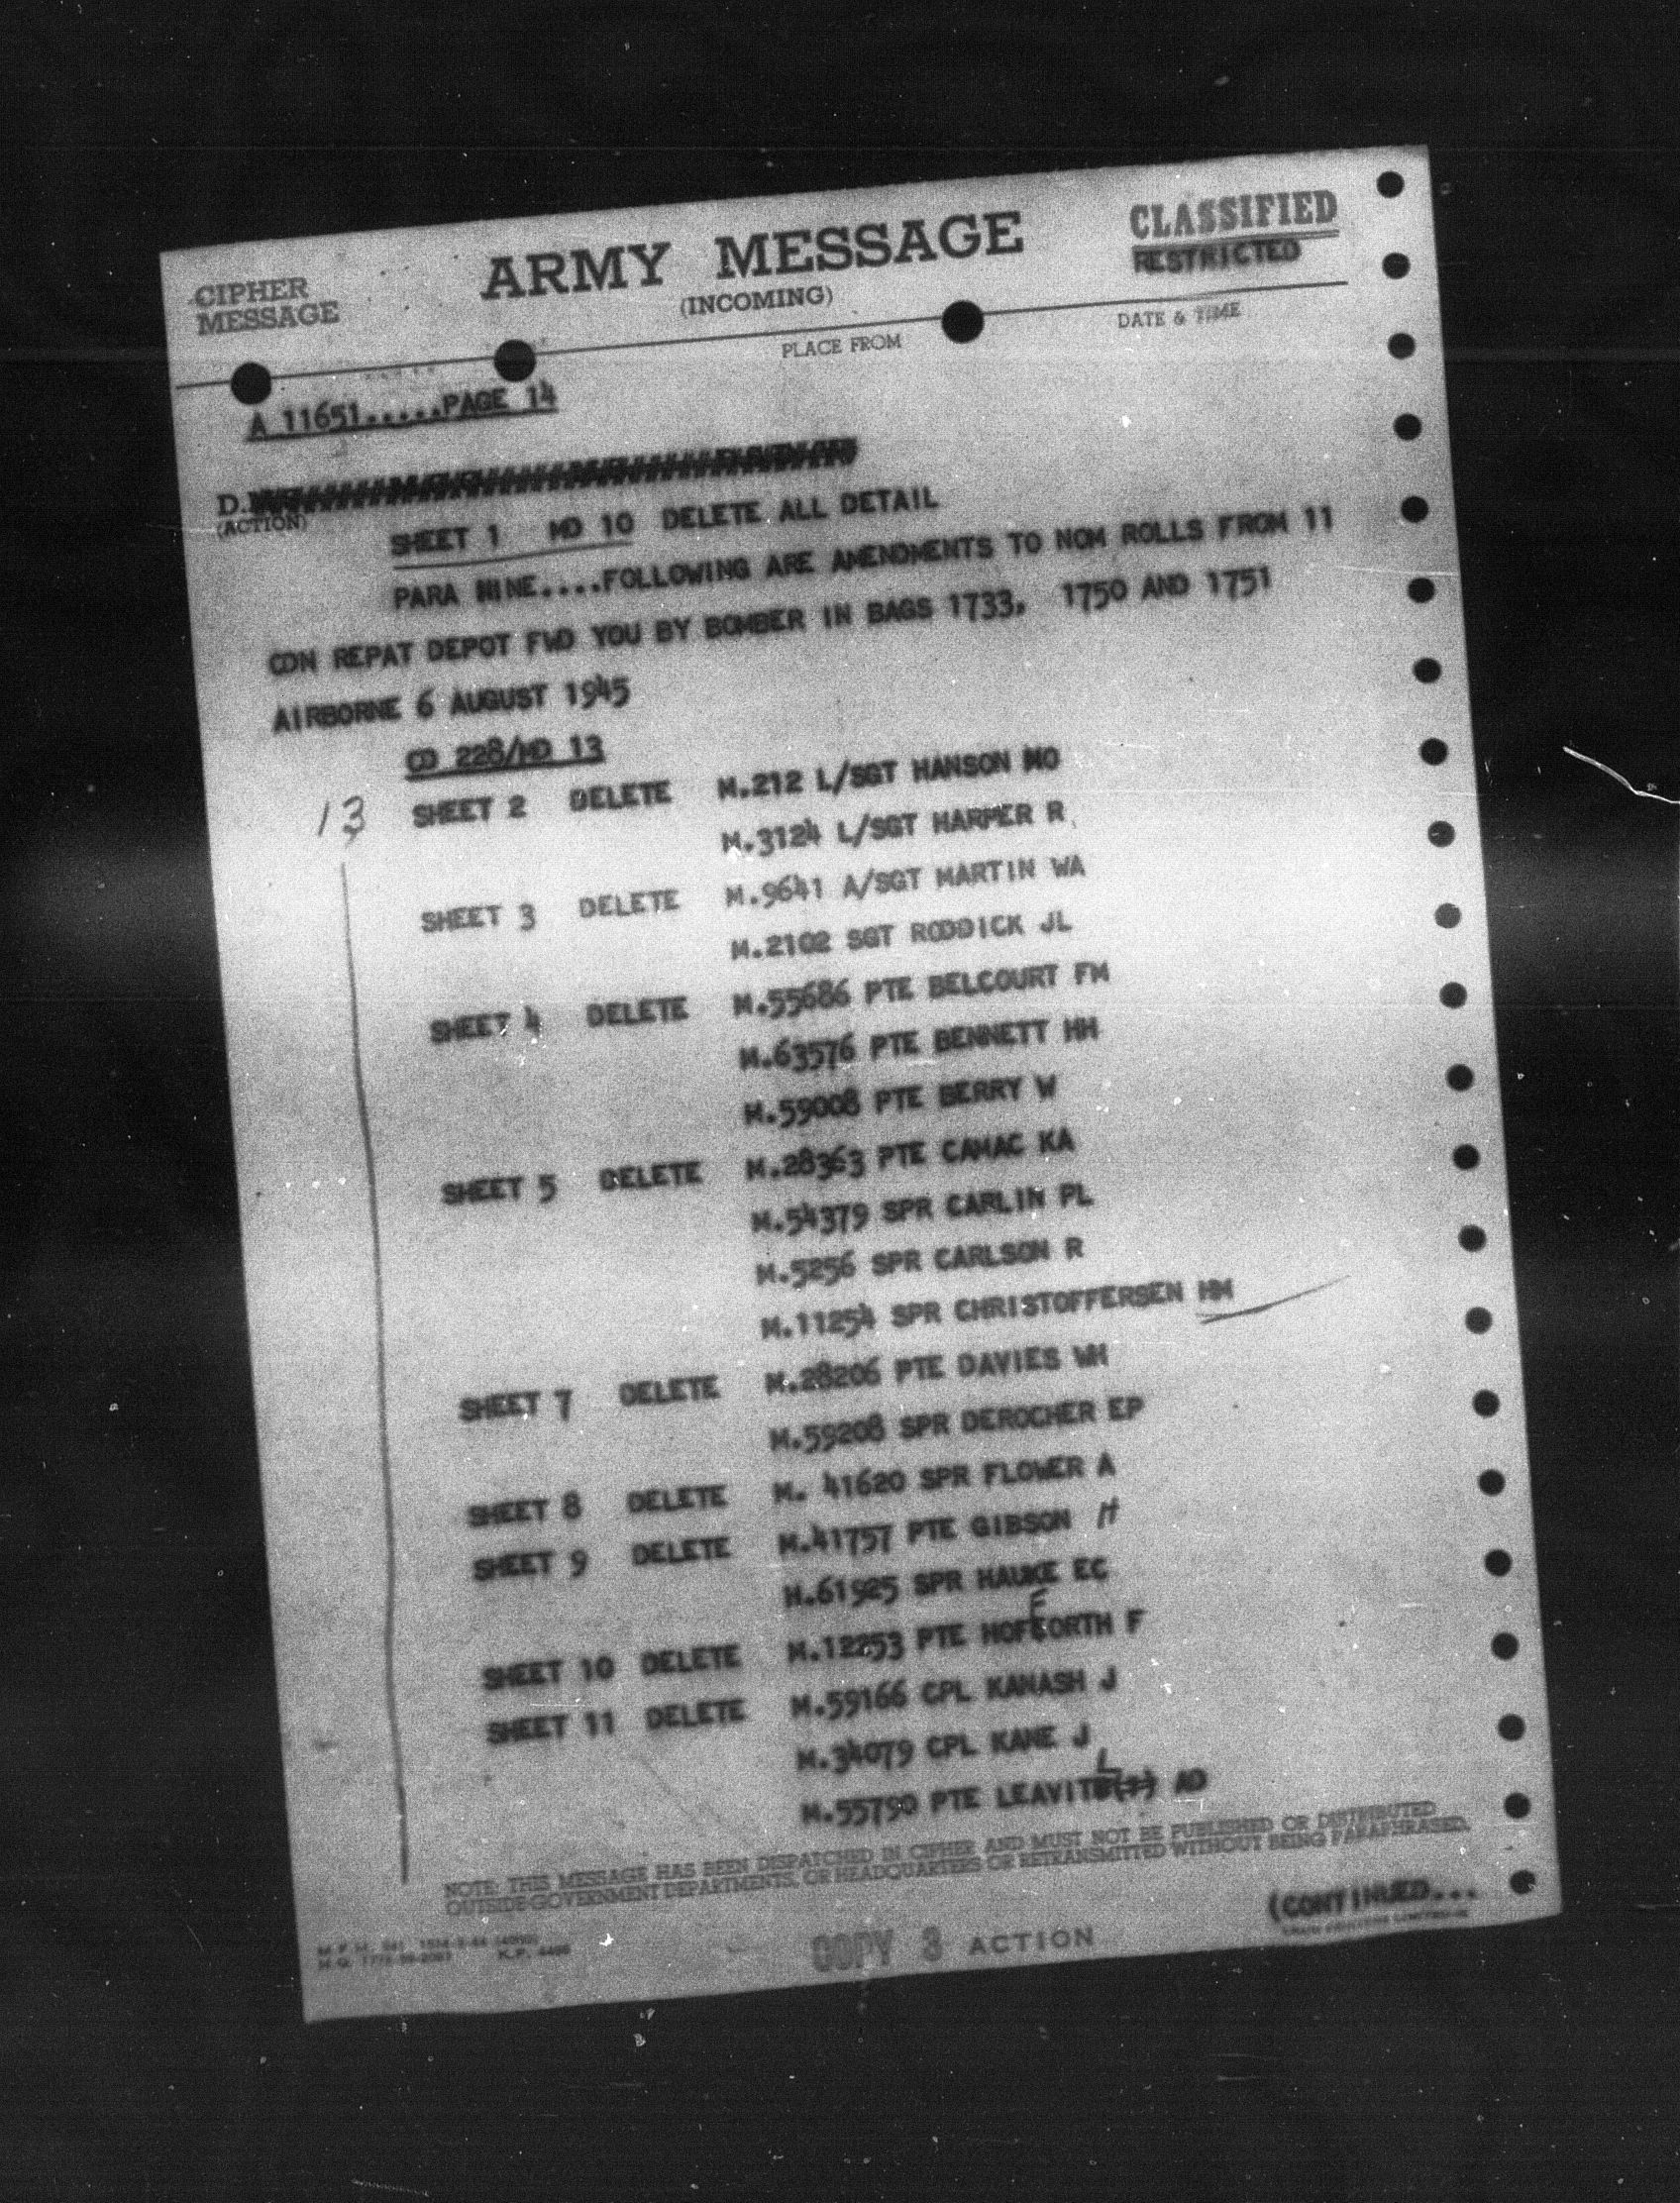 CIPHER
MESSAGE
ARMY MESSAGE
(INCOMING)
CLASSIFIED
RESTRICTED
PLACE FROM
DATE & TIME
A 11651.....PAGE 14
D.
(ACTION)
SHEET 1 MD 10 DELETE ALL DETAIL
PARA NINE....FOLLOWING ARE AMENDMENTS TO NOM ROLLS FROM 11
CDN REPAT DEPOT FWD YOU BY BOMBER IN BAGS 1733, 1750 AND 1751
AIRBORNE 6 AUGUST 1945
CD 228/MD 13
13 SHEET 2 DELETE M.212 L/SGT HANSON MO
M.3124 L/SGT HARPER R
SHEET 3 DELETE M.9641 A/SGT MARTIN WA
M.2102 SGT RODDICK JL
SHEET 4 DELETE M.55686 PTE BELCOURT FM
M.63576 PTE BENNETT HH
M.59008 PTE BERRY W
SHEET 5 DELETE M.28363 PTE CAMAC KA
M.54379 SPR CARLIN PL
M.5256 SPR CARLSON R
M.11254 SPR CHRISTOFFERSEN HM
SHEET 7 DELETE M.28206 PTE DAVIES WH
M.59208 SPR DEROCHER EP
SHEET 8 DELETE M. 41620 SPR FLOWER A
SHEET 9 DELETE M.41757 PTE GIBSON H
M.61925 SPR HAUKE EC
SHEET 10 DELETE M.12253 PTE HOFFORTH F
SHEET 11 DELETE M.59166 CPL KANASH J
M.34079 CPL KANE J
M.55790 PTE LEAVITL AD
NOTE: THIS MESSAGE HAS BEEN DISPATCHED IN CIPHER AND MUST NOT BE PUBLISHED OR DISTRIBUTED
OUTSIDE GOVERNMENT DEPARTMENTS, OR HEADQUARTERS OR RETRANSMITTED WITHOUT BEING PARAPHRASED.
(CONTINUED...
COPY 3 ACTION